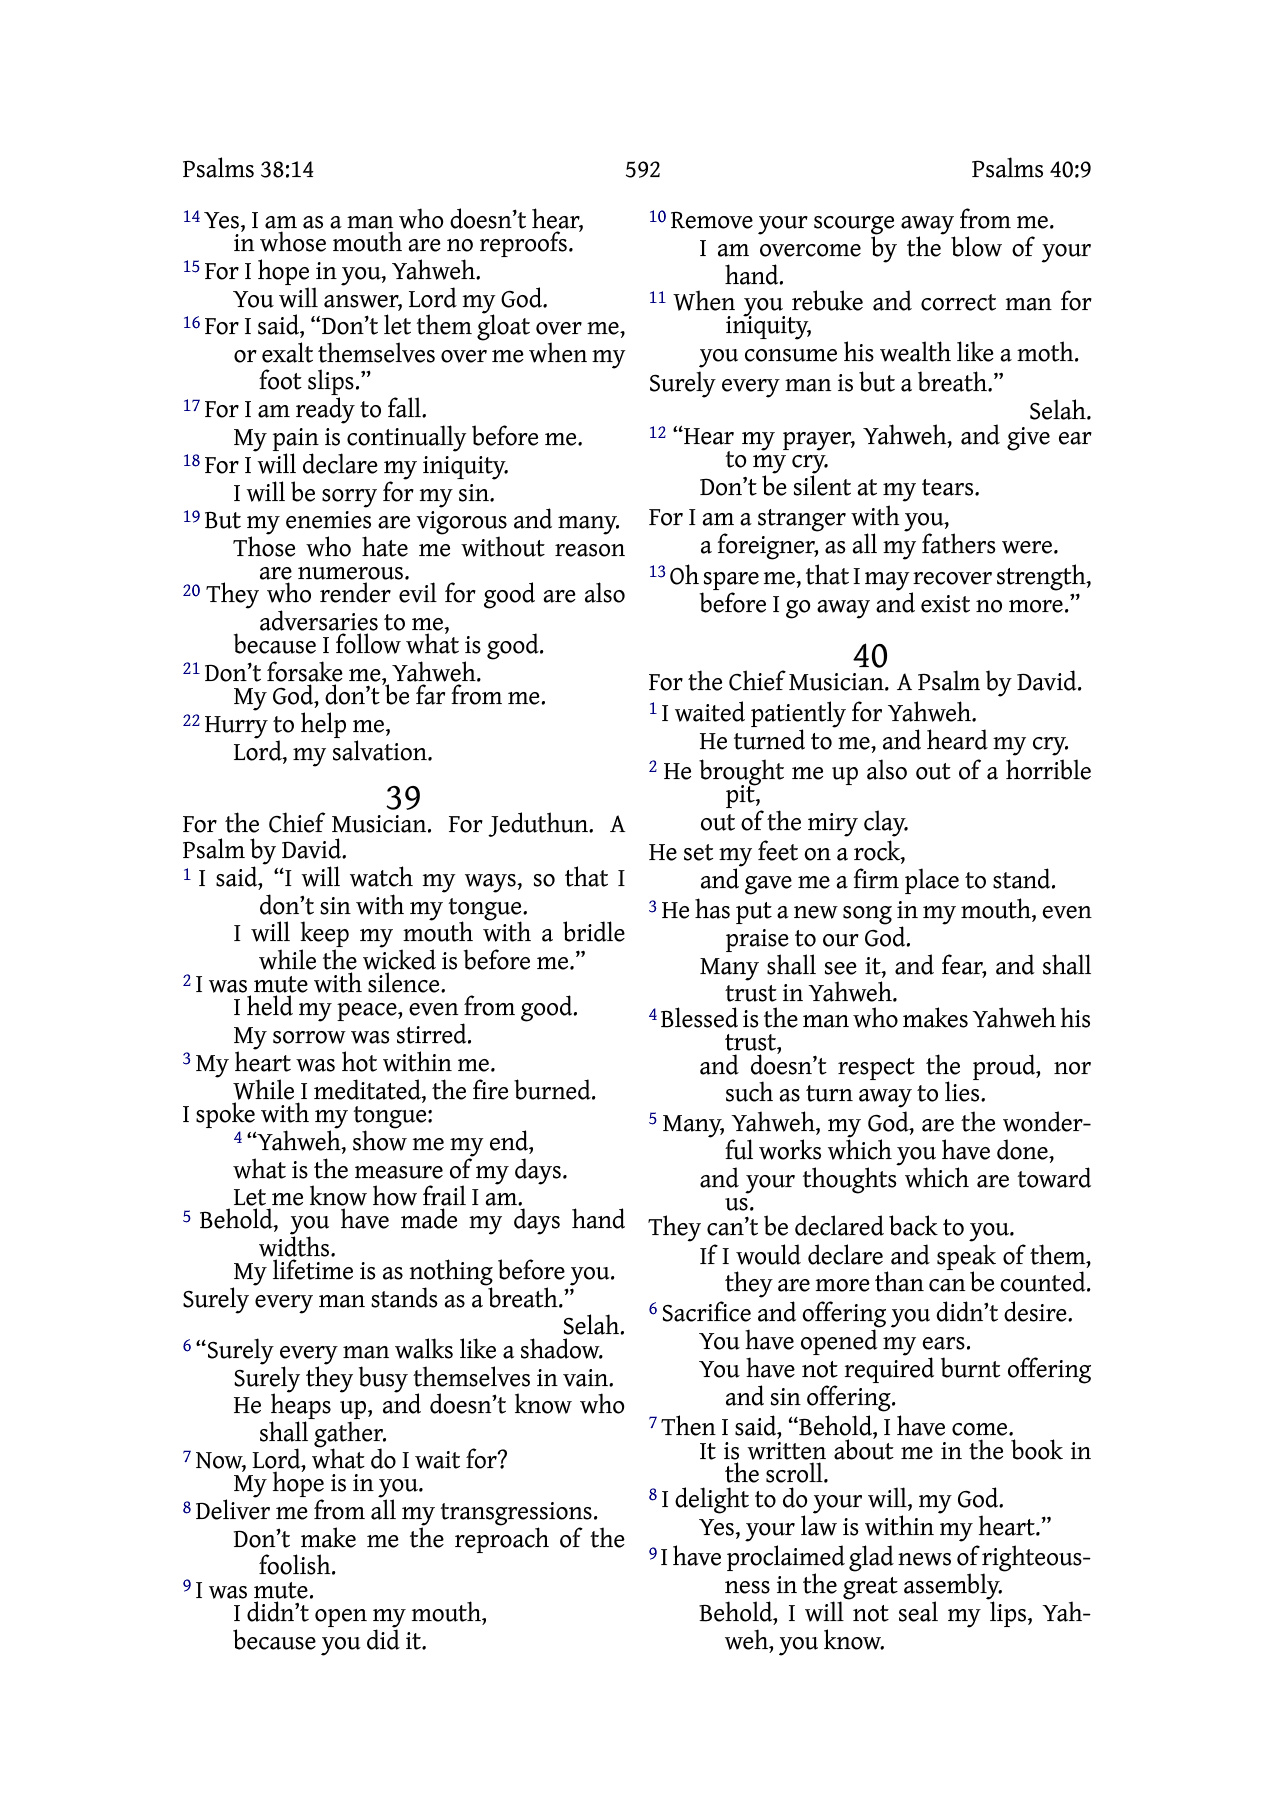 Psalms 38:14 592 Psalms 40:9
14 Yes, I am as a man who doesn’t hear,
in whose mouth are no reproofs.
15 For I hope in you, Yahweh.
You will answer, Lord my God.
16 For I said, “Don’t let them gloat over me,
or exalt themselves over me when my
foot slips.”
17 For I am ready to fall.
My pain is continually before me.
18 For I will declare my iniquity.
I will be sorry for my sin.
19 But my enemies are vigorous and many.
Those who hate me without reason
are numerous.
20 They who render evil for good are also
adversaries to me,
because I follow what is good.
21 Don’t forsake me, Yahweh.
My God, don’t be far from me.
22 Hurry to help me,
Lord, my salvation.
39
For the Chief Musician. For Jeduthun. A
Psalm by David.
1 I said, “I will watch my ways, so that I
don’t sin with my tongue.
I will keep my mouth with a bridle
while the wicked is before me.”
2 I was mute with silence.
I held my peace, even from good.
My sorrow was stirred.
3 My heart was hot within me.
While I meditated, the fire burned.
I spoke with my tongue:
4 “Yahweh, show me my end,
what is the measure of my days.
Let me know how frail I am.
5 Behold, you have made my days hand
widths.
My lifetime is as nothing before you.
Surely every man stands as a breath.”
Selah.
6 “Surely every man walks like a shadow.
Surely they busy themselves in vain.
He heaps up, and doesn’t know who
shall gather.
7 Now, Lord, what do I wait for?
My hope is in you.
8 Deliver me from all my transgressions.
Don’t make me the reproach of the
foolish.
9 I was mute.
I didn’t open my mouth,
because you did it.
10 Remove your scourge away from me.
I am overcome by the blow of your
hand.
11 When you rebuke and correct man for
iniquity,
you consume his wealth like a moth.
Surely every man is but a breath.”
Selah.
12 “Hear my prayer, Yahweh, and give ear
to my cry.
Don’t be silent at my tears.
For I am a stranger with you,
a foreigner, as all my fathers were.
13 Oh spare me, that I may recover strength,
before I go away and exist no more.”
40
For the Chief Musician. A Psalm by David.
1 I waited patiently for Yahweh.
He turned to me, and heard my cry.
2 He brought me up also out of a horrible
pit,
out of the miry clay.
He set my feet on a rock,
and gave me a firm place to stand.
3 He has put a new song in my mouth, even
praise to our God.
Many shall see it, and fear, and shall
trust in Yahweh.
4 Blessed is the man who makes Yahweh his
trust,
and doesn’t respect the proud, nor
such as turn away to lies.
5 Many, Yahweh, my God, are the wonder-
ful works which you have done,
and your thoughts which are toward
us.
They can’t be declared back to you.
If I would declare and speak of them,
they are more than can be counted.
6 Sacrifice and offering you didn’t desire.
You have opened my ears.
You have not required burnt offering
and sin offering.
7 Then I said, “Behold, I have come.
It is written about me in the book in
the scroll.
8 I delight to do your will, my God.
Yes, your law is within my heart.”
9 I have proclaimed glad news of righteous-
ness in the great assembly.
Behold, I will not seal my lips, Yah-
weh, you know.